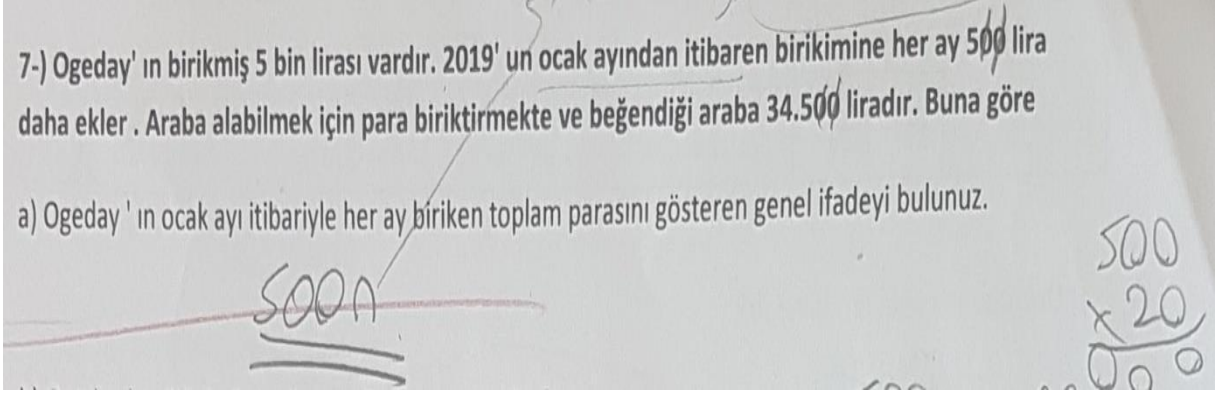 7-) Ogeday' ın birikmiş 5 bin lirası vardır. 2019' un ocak ayından itibaren birikimine her ay 500 lira
daha ekler . Araba alabilmek için para biriktirmekte ve beğendiği araba 34.500 liradır. Buna göre
a) Ogeday ' ın ocak ayı itibariyle her ay biriken toplam parasını gösteren genel ifadeyi bulunuz.
500n
500
x 20
000